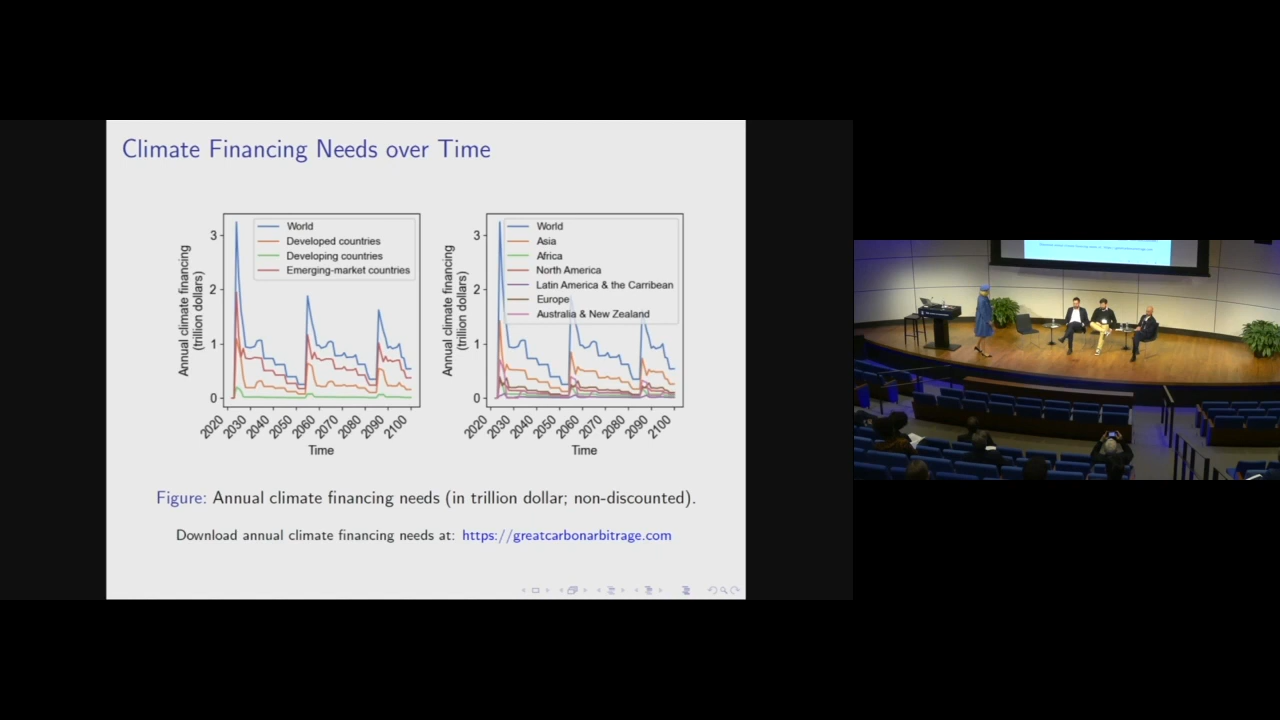 Climate Financing Needs over Time
Annual climate financing
(trillion dollars)
3
2
1
0
World
Developed countries
Developing countries
Emerging-market countries
2020
2030
2040
2050
2060
2070
2080
2090
2100
Time
Annual climate financing
(trillion dollars)
3
2
1
0
World
Asia
Africa
North America
Latin America & the Carribean
Europe
Australia & New Zealand
2020
2030
2040
2050
2060
2070
2080
2090
2100
Time
Figure: Annual climate financing needs (in trillion dollar; non-discounted).
Download annual climate financing needs at: https://greatcarbonarbitrage.com